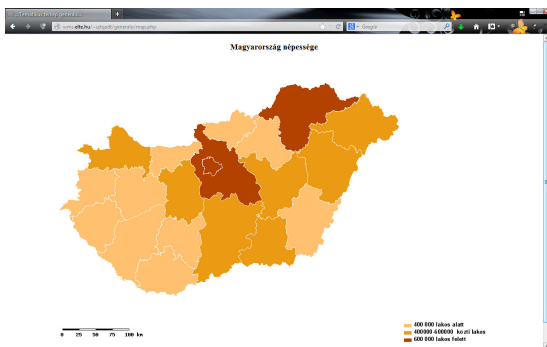 Magyarország népessége
0 25 50 75 100 km
400 000 lakos alatt
400000-600000 közti lakos
600 000 lakos felett